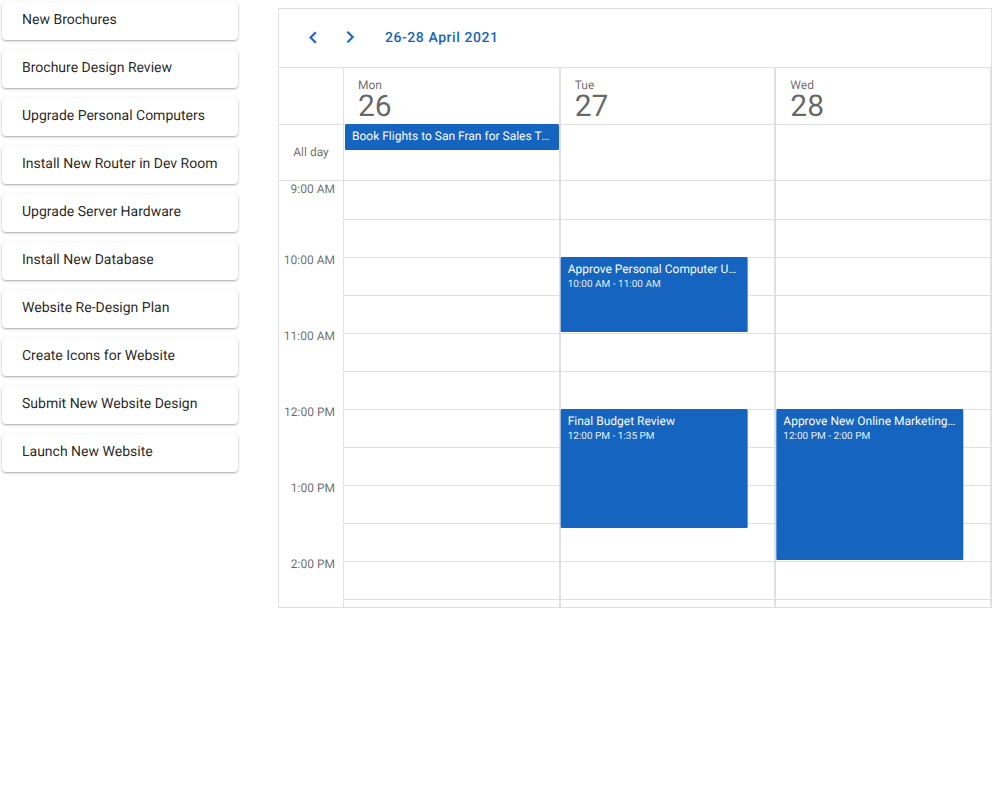 New Brochures
Brochure Design Review
Upgrade Personal Computers
Install New Router in Dev Room
Upgrade Server Hardware
Install New Database
Website Re-Design Plan
Create Icons for Website
Submit New Website Design
Launch New Website
26-28 April 2021
Mon
26
Tue
27
Wed
28
All day
Book Flights to San Fran for Sales T...
9:00 AM
10:00 AM
11:00 AM
12:00 PM
1:00 PM
2:00 PM
Approve Personal Computer U...
10:00 AM - 11:00 AM
Final Budget Review
12:00 PM - 1:35 PM
Approve New Online Marketing...
12:00 PM - 2:00 PM